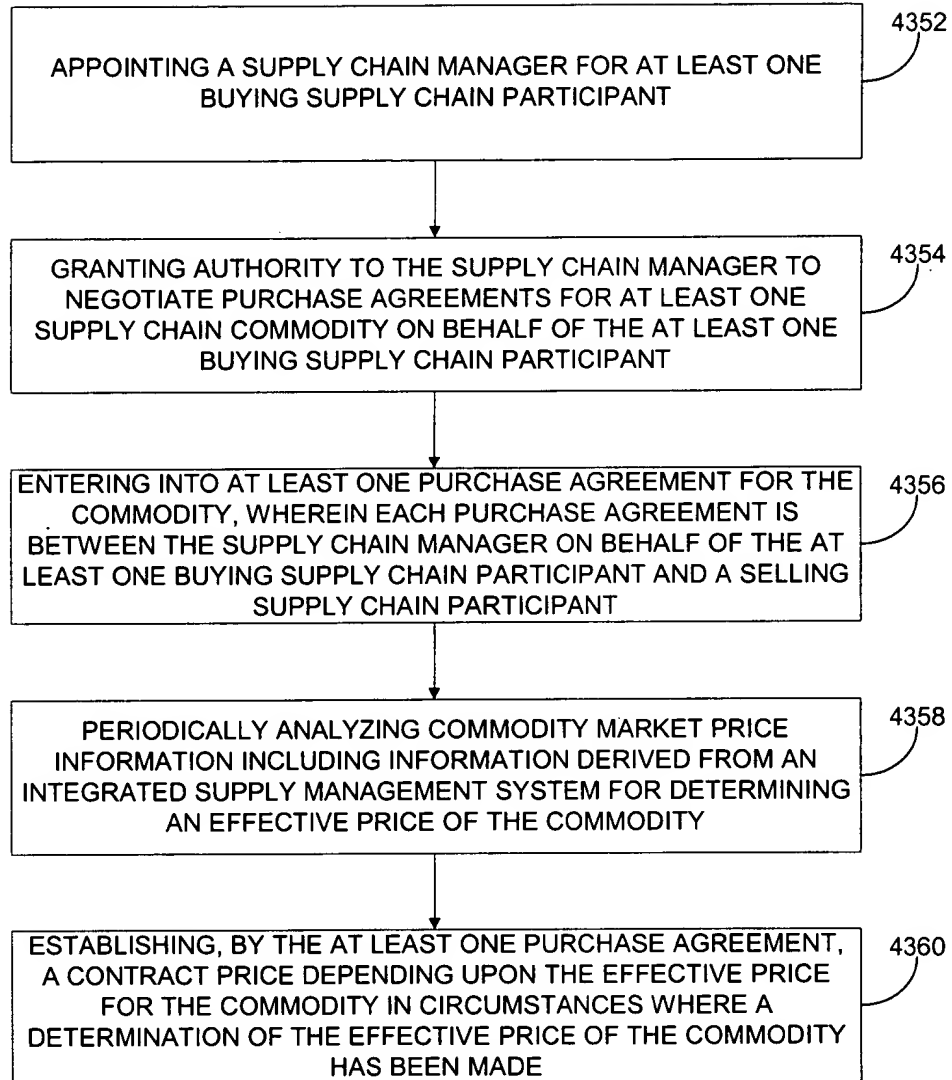 4352
APPOINTING A SUPPLY CHAIN MANAGER FOR AT LEAST ONE
BUYING SUPPLY CHAIN PARTICIPANT
4354
GRANTING AUTHORITY TO THE SUPPLY CHAIN MANAGER TO
NEGOTIATE PURCHASE AGREEMENTS FOR AT LEAST ONE
SUPPLY CHAIN COMMODITY ON BEHALF OF THE AT LEAST ONE
BUYING SUPPLY CHAIN PARTICIPANT
4356
ENTERING INTO AT LEAST ONE PURCHASE AGREEMENT FOR THE
COMMODITY, WHEREIN EACH PURCHASE AGREEMENT IS
BETWEEN THE SUPPLY CHAIN MANAGER ON BEHALF OF THE AT
LEAST ONE BUYING SUPPLY CHAIN PARTICIPANT AND A SELLING
SUPPLY CHAIN PARTICIPANT
4358
PERIODICALLY ANALYZING COMMODITY MARKET PRICE
INFORMATION INCLUDING INFORMATION DERIVED FROM AN
INTEGRATED SUPPLY MANAGEMENT SYSTEM FOR DETERMINING
AN EFFECTIVE PRICE OF THE COMMODITY
4360
ESTABLISHING, BY THE AT LEAST ONE PURCHASE AGREEMENT,
A CONTRACT PRICE DEPENDING UPON THE EFFECTIVE PRICE
FOR THE COMMODITY IN CIRCUMSTANCES WHERE A
DETERMINATION OF THE EFFECTIVE PRICE OF THE COMMODITY
HAS BEEN MADE